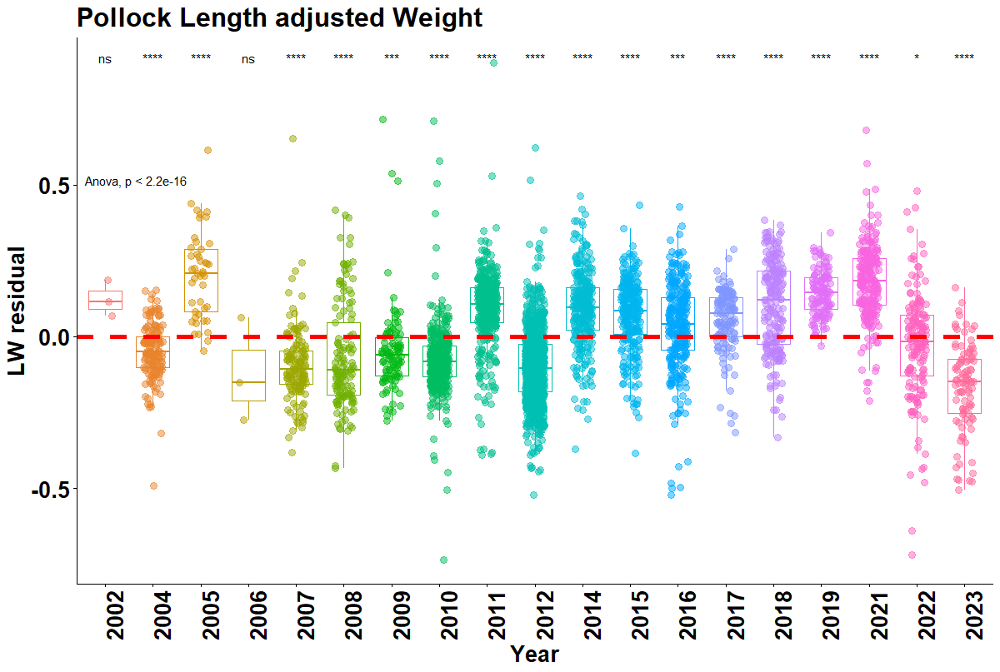 Pollock Length adjusted Weight
ns **** **** ns **** **** *** **** **** **** **** **** *** **** **** **** **** * ****
Anova, p < 2.2e-16
0.5
0.0
-0.5
LW residual
2002 2004 2005 2006 2007 2008 2009 2010 2011 2012 2014 2015 2016 2017 2018 2019 2021 2022 2023
Year